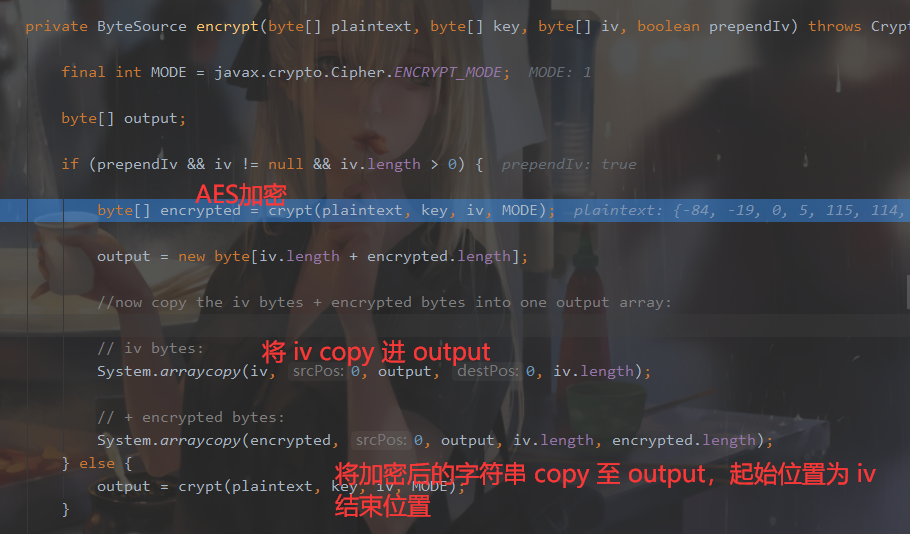 private ByteSource encrypt(byte[] plaintext, byte[] key, byte[] iv, boolean prependIv) throws Crypt
final int MODE = javax.crypto.Cipher.ENCRYPT_MODE; MODE: 1
byte[] output;
if (prependIv && iv != null && iv.length > 0) { prependIv: true
AES加密
byte[] encrypted = crypt(plaintext, key, iv, MODE); plaintext: {-84, -19, 0, 5, 115, 114,
output = new byte[iv.length + encrypted.length];
//now copy the iv bytes + encrypted bytes into one output array:
// iv bytes:
将 iv copy 进 output
System.arraycopy(iv, srcPos: 0, output, destPos: 0, iv.length);
// + encrypted bytes:
System.arraycopy(encrypted, srcPos: 0, output, iv.length, encrypted.length);
} else {
将加密后的字符串 copy 至 output，起始位置为 iv
output = crypt(plaintext, key, iv, MODE);
结束位置
}